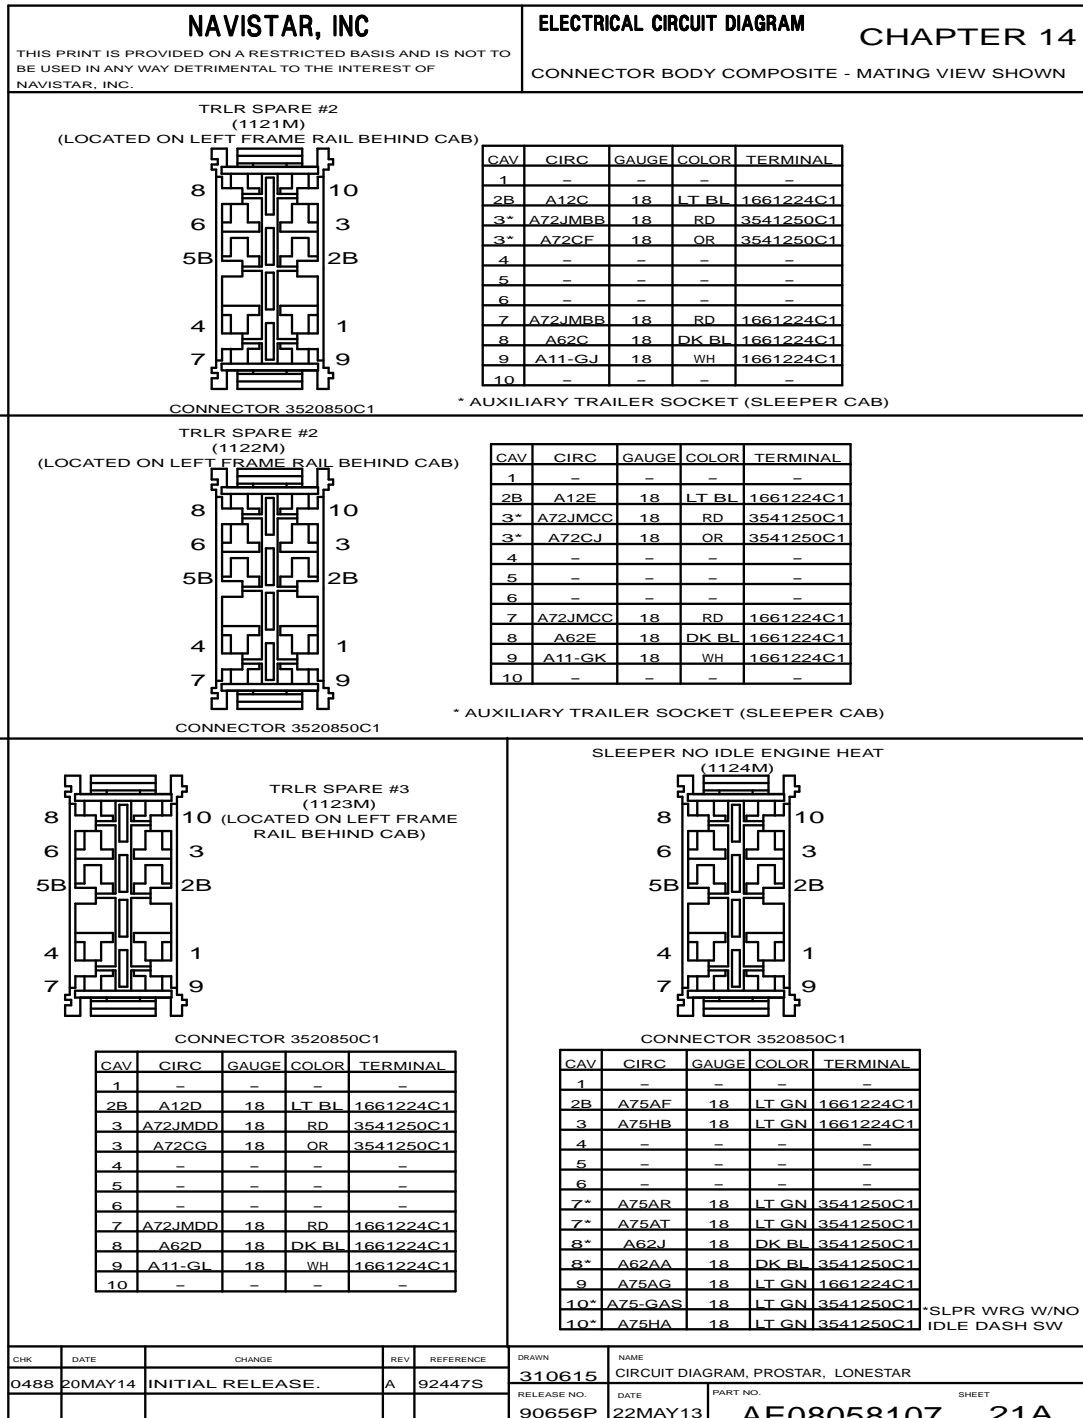 NAVISTAR, INC
THIS PRINT IS PROVIDED ON A RESTRICTED BASIS AND IS NOT TO
BE USED IN ANY WAY DETRIMENTAL TO THE INTEREST OF
NAVISTAR, INC.
ELECTRICAL CIRCUIT DIAGRAM
CHAPTER 14
CONNECTOR BODY COMPOSITE - MATING VIEW SHOWN
TRLR SPARE #2
(1121M)
(LOCATED ON LEFT FRAME RAIL BEHIND CAB)
8 10
6 3
5B 2B
4 1
7 9
CONNECTOR 3520850C1
CAV CIRC GAUGE COLOR TERMINAL
1 – – – –
2B A12C 18 LT BL 1661224C1
3* A72JMBB 18 RD 3541250C1
3* A72CF 18 OR 3541250C1
4 – – – –
5 – – – –
6 – – – –
7 A72JMBB 18 RD 1661224C1
8 A62C 18 DK BL 1661224C1
9 A11-GJ 18 WH 1661224C1
10 – – – –
* AUXILIARY TRAILER SOCKET (SLEEPER CAB)
TRLR SPARE #2
(1122M)
(LOCATED ON LEFT FRAME RAIL BEHIND CAB)
8 10
6 3
5B 2B
4 1
7 9
CONNECTOR 3520850C1
CAV CIRC GAUGE COLOR TERMINAL
1 – – – –
2B A12E 18 LT BL 1661224C1
3* A72JMCC 18 RD 3541250C1
3* A72CJ 18 OR 3541250C1
4 – – – –
5 – – – –
6 – – – –
7 A72JMCC 18 RD 1661224C1
8 A62E 18 DK BL 1661224C1
9 A11-GK 18 WH 1661224C1
10 – – – –
* AUXILIARY TRAILER SOCKET (SLEEPER CAB)
TRLR SPARE #3
(1123M)
(LOCATED ON LEFT FRAME
RAIL BEHIND CAB)
8 10
6 3
5B 2B
4 1
7 9
CONNECTOR 3520850C1
CAV CIRC GAUGE COLOR TERMINAL
1 – – – –
2B A12D 18 LT BL 1661224C1
3 A72JMDD 18 RD 3541250C1
3 A72CG 18 OR 3541250C1
4 – – – –
5 – – – –
6 – – – –
7 A72JMDD 18 RD 1661224C1
8 A62D 18 DK BL 1661224C1
9 A11-GL 18 WH 1661224C1
10 – – – –
SLEEPER NO IDLE ENGINE HEAT
(1124M)
8 10
6 3
5B 2B
4 1
7 9
CONNECTOR 3520850C1
CAV CIRC GAUGE COLOR TERMINAL
1 – – – –
2B A75AF 18 LT GN 1661224C1
3 A75HB 18 LT GN 1661224C1
4 – – – –
5 – – – –
6 – – – –
7* A75AR 18 LT GN 3541250C1
7* A75AT 18 LT GN 3541250C1
8* A62J 18 DK BL 3541250C1
8* A62AA 18 DK BL 3541250C1
9 A75AG 18 LT GN 1661224C1
10* A75-GAS 18 LT GN 3541250C1
10* A75HA 18 LT GN 3541250C1
*SLPR WRG W/NO
IDLE DASH SW
CHK DATE CHANGE REV REFERENCE
0488 20MAY14 INITIAL RELEASE. A 92447S
DRAWN
310615
NAME
CIRCUIT DIAGRAM, PROSTAR, LONESTAR
RELEASE NO.
90656P
DATE
22MAY13
PART NO.
AE08058107
SHEET
21A